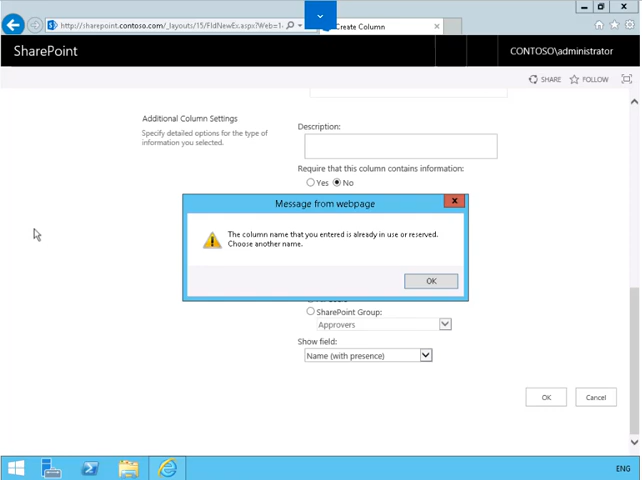 http://sharepoint.contoso.com/_layouts/15/FldNewEx.aspx?Web=1-
Create Column
SharePoint
CONTOSO\administrator
SHARE
FOLLOW
Additional Column Settings
Specify detailed options for the type of
information you selected.
Description:
Require that this column contains information:
Yes
No
Message from webpage
The column name that you entered is already in use or reserved.
Choose another name.
OK
SharePoint Group:
Approvers
Show field:
Name (with presence)
OK
Cancel
ENG